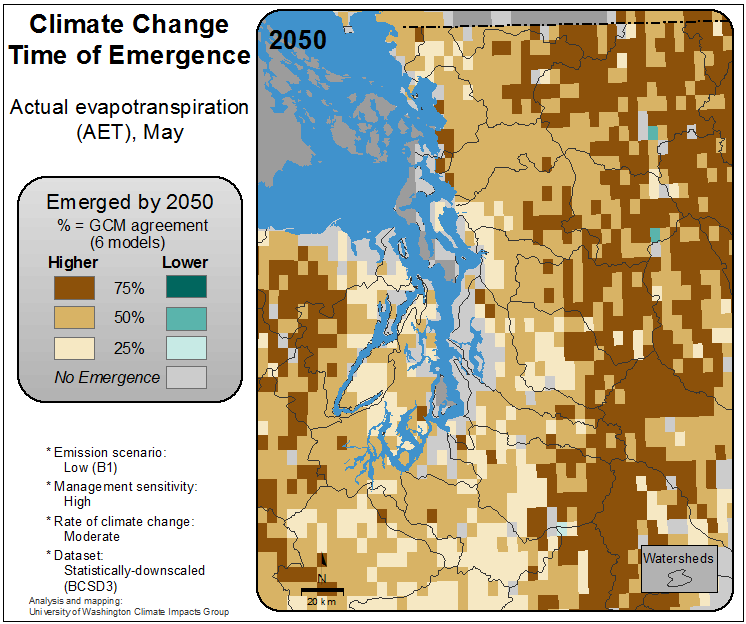 Climate Change
Time of Emergence
Actual evapotranspiration
(AET), May
Emerged by 2050
% = GCM agreement
(6 models)
Higher Lower
75%
50%
25%
No Emergence
* Emission scenario:
Low (B1)
* Management sensitivity:
High
* Rate of climate change:
Moderate
* Dataset:
Statistically-downscaled
(BCSD3)
Analysis and mapping:
University of Washington Climate Impacts Group
2050
N
20 km
Watersheds